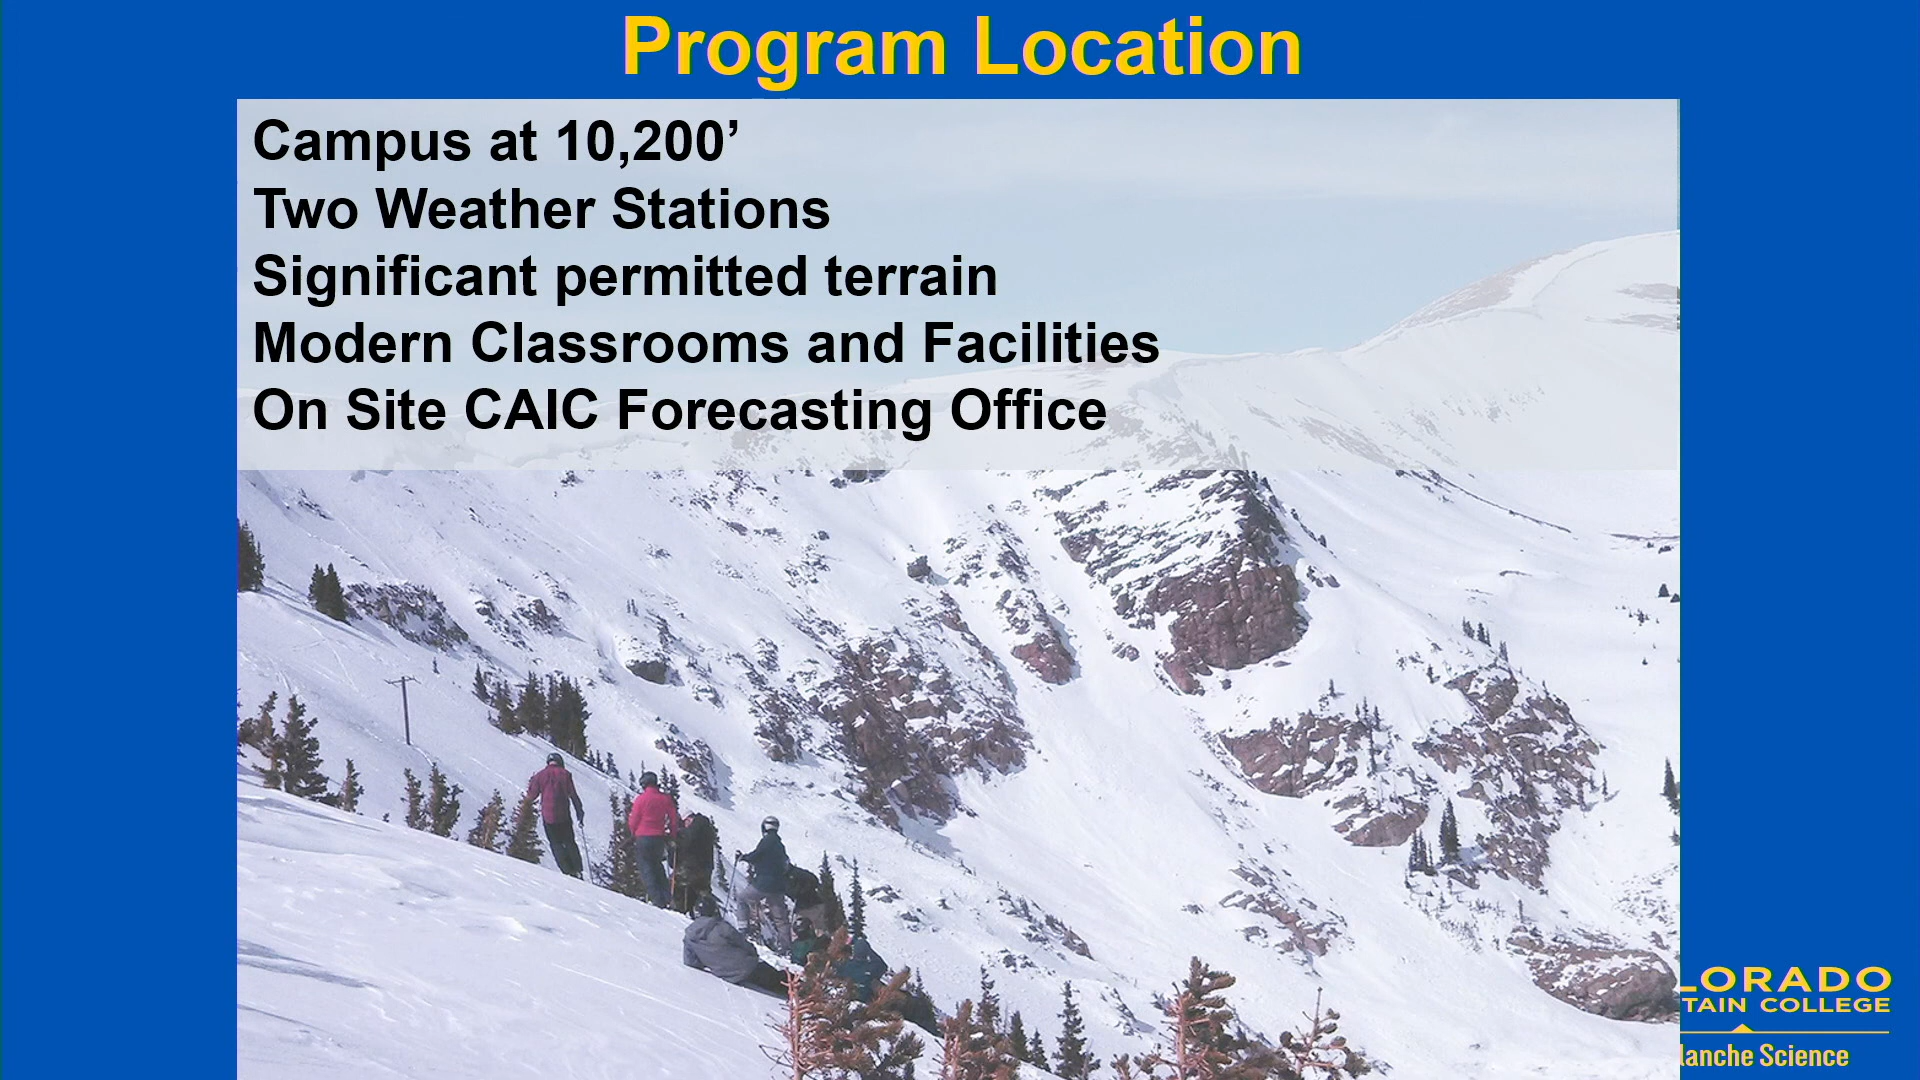 Program Location
Campus at 10,200’
Two Weather Stations
Significant permitted terrain
Modern Classrooms and Facilities
On Site CAIC Forecasting Office
LORADO
TAIN COLLEGE
lanche Science